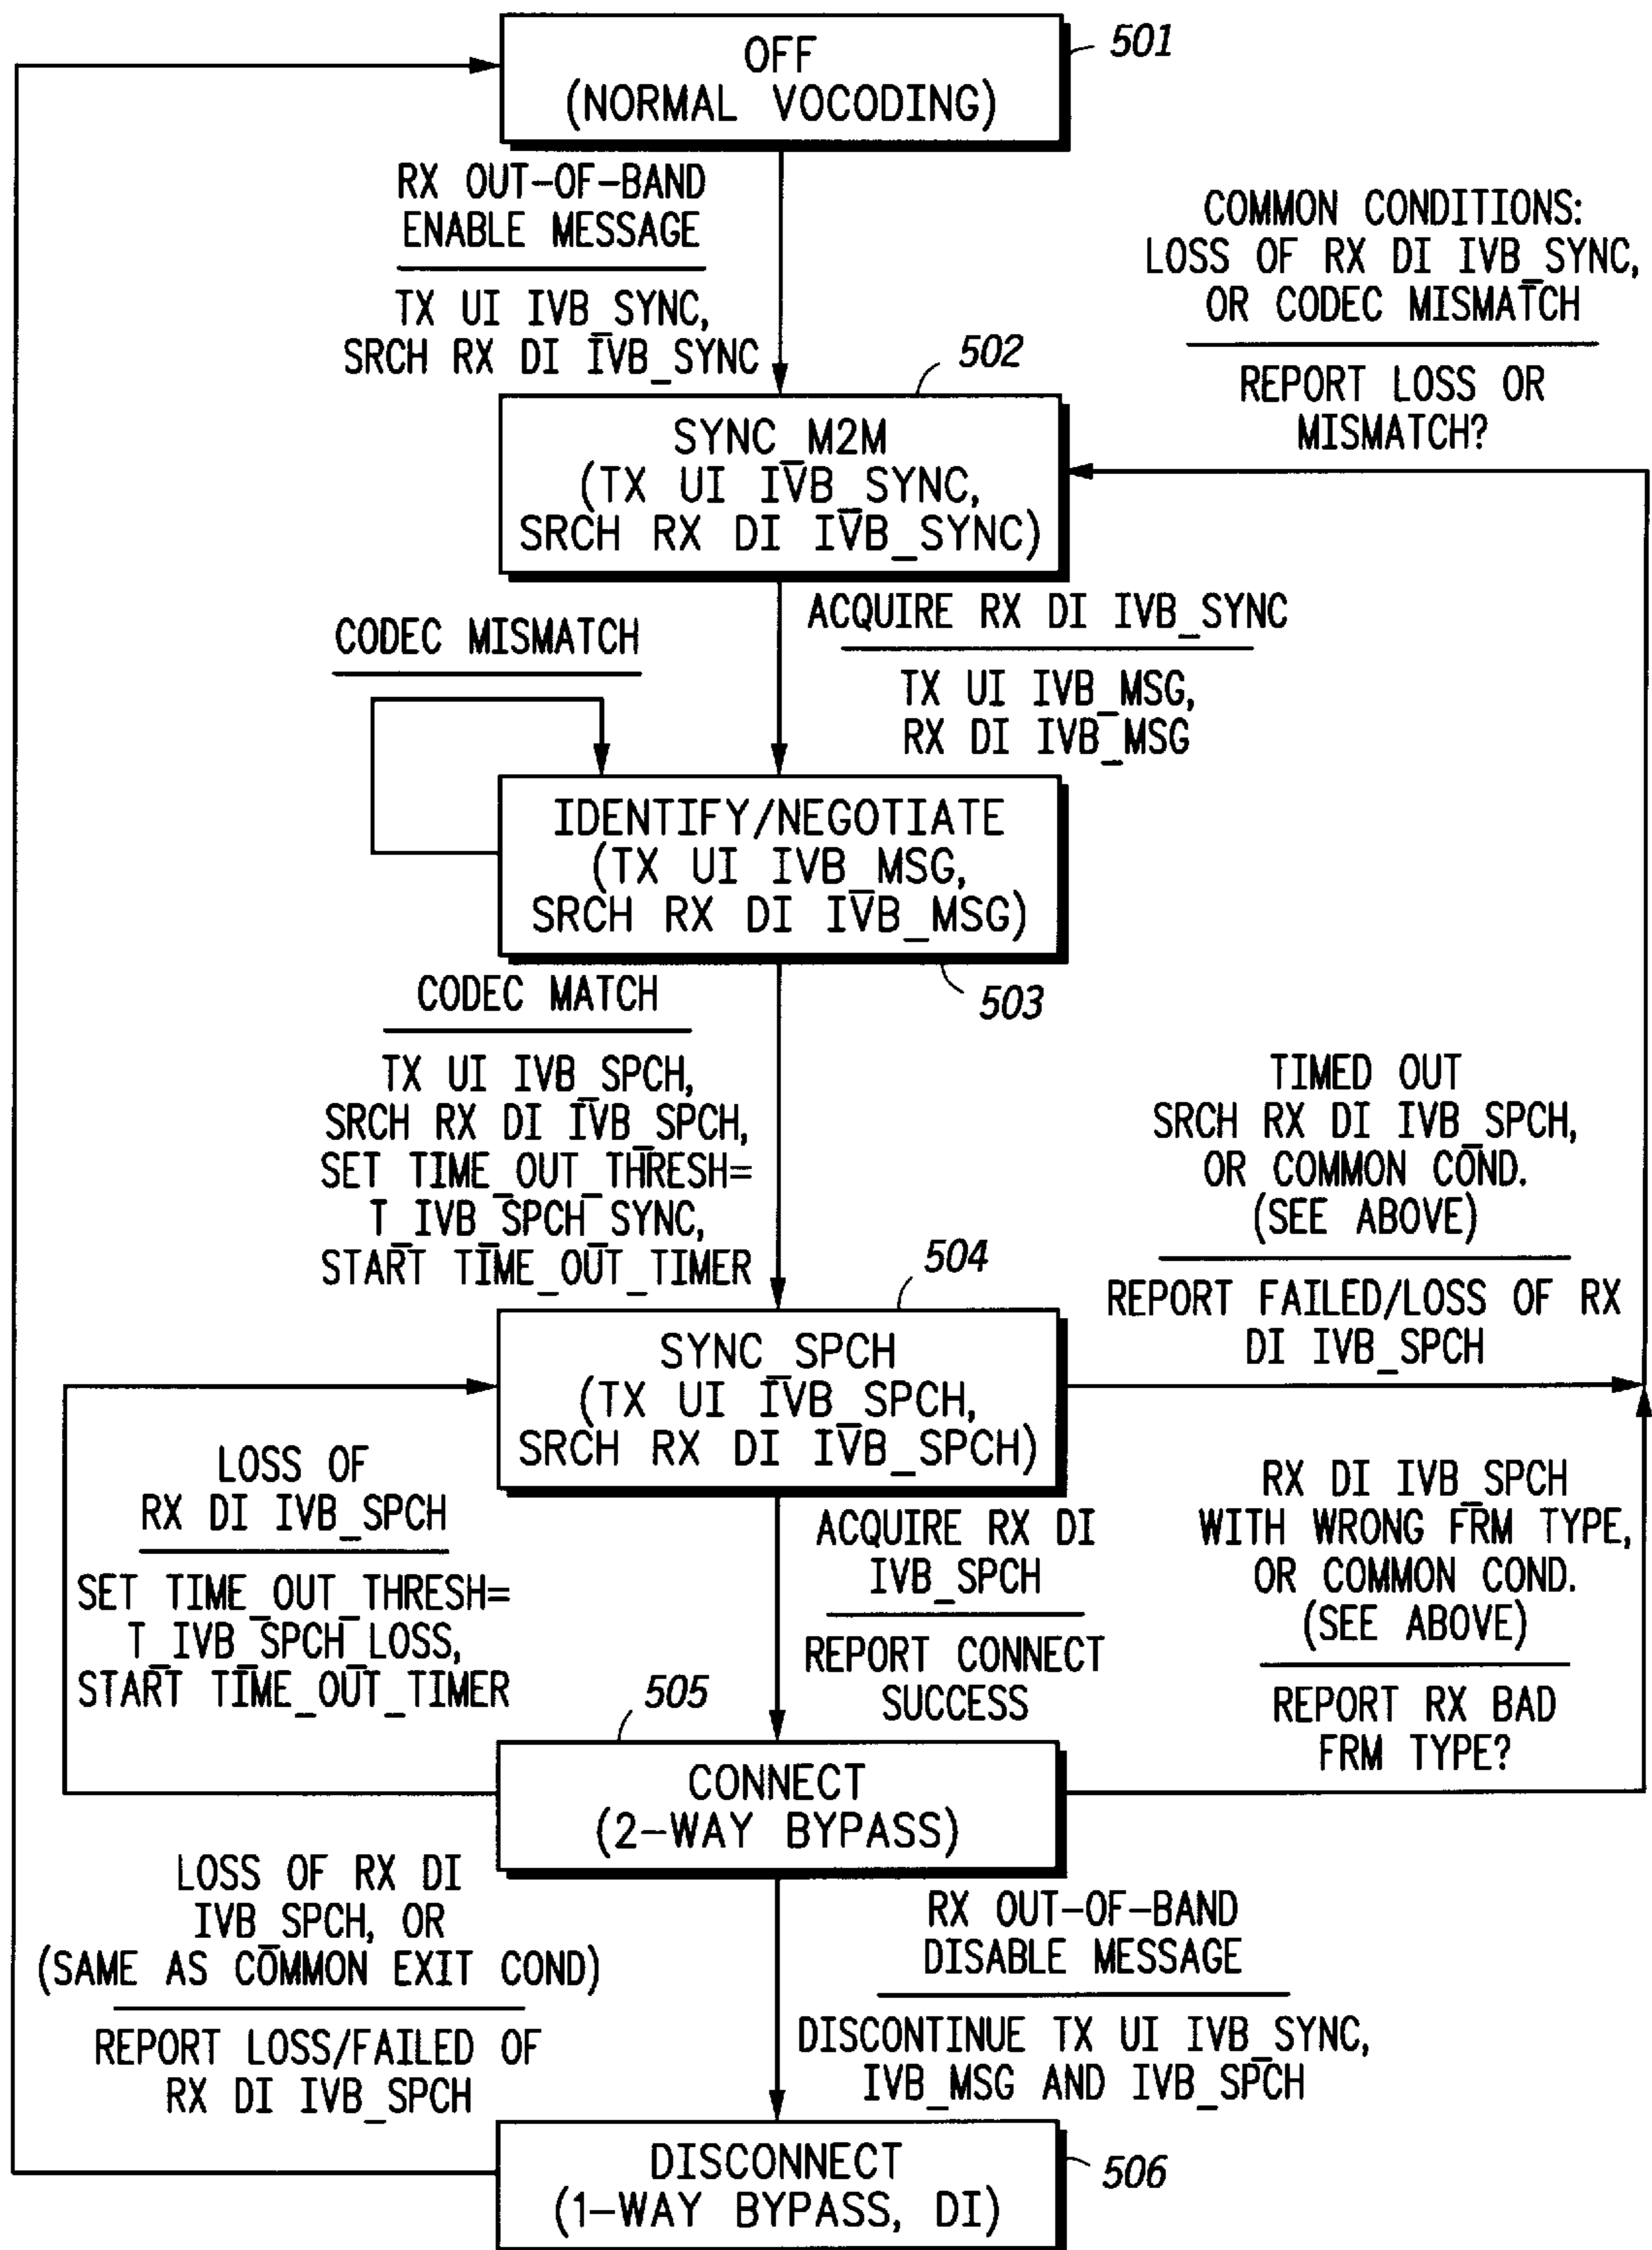 OFF
(NORMAL VOCODING)
501
RX OUT-OF-BAND
ENABLE MESSAGE
TX UI IVB_SYNC,
SRCH RX DI IVB_SYNC
COMMON CONDITIONS:
LOSS OF RX DI IVB_SYNC,
OR CODEC MISMATCH
REPORT LOSS OR
MISMATCH?
502
SYNC_M2M
(TX UI IVB_SYNC,
SRCH RX DI IVB_SYNC)
CODEC MISMATCH
ACQUIRE RX DI IVB_SYNC
TX UI IVB_MSG,
RX DI IVB_MSG
IDENTIFY/NEGOTIATE
(TX UI IVB_MSG,
SRCH RX DI IVB_MSG)
503
CODEC MATCH
TX UI IVB_SPCH,
SRCH RX DI IVB_SPCH,
SET TIME_OUT_THRESH=
T_IVB_SPCH_SYNC,
START TIME_OUT_TIMER
TIMED OUT
SRCH RX DI IVB_SPCH,
OR COMMON COND.
(SEE ABOVE)
REPORT FAILED/LOSS OF RX
DI IVB_SPCH
504
SYNC_SPCH
(TX UI IVB_SPCH,
SRCH RX DI IVB_SPCH)
LOSS OF
RX DI IVB_SPCH
SET TIME_OUT_THRESH=
T_IVB_SPCH_LOSS,
START TIME_OUT_TIMER
ACQUIRE RX DI
IVB_SPCH
REPORT CONNECT
SUCCESS
RX DI IVB_SPCH
WITH WRONG FRM TYPE,
OR COMMON COND.
(SEE ABOVE)
REPORT RX BAD
FRM TYPE?
505
CONNECT
(2-WAY BYPASS)
LOSS OF RX DI
IVB_SPCH, OR
(SAME AS COMMON EXIT COND)
REPORT LOSS/FAILED OF
RX DI IVB_SPCH
RX OUT-OF-BAND
DISABLE MESSAGE
DISCONTINUE TX UI IVB_SYNC,
IVB_MSG AND IVB_SPCH
DISCONNECT
(1-WAY BYPASS, DI)
506